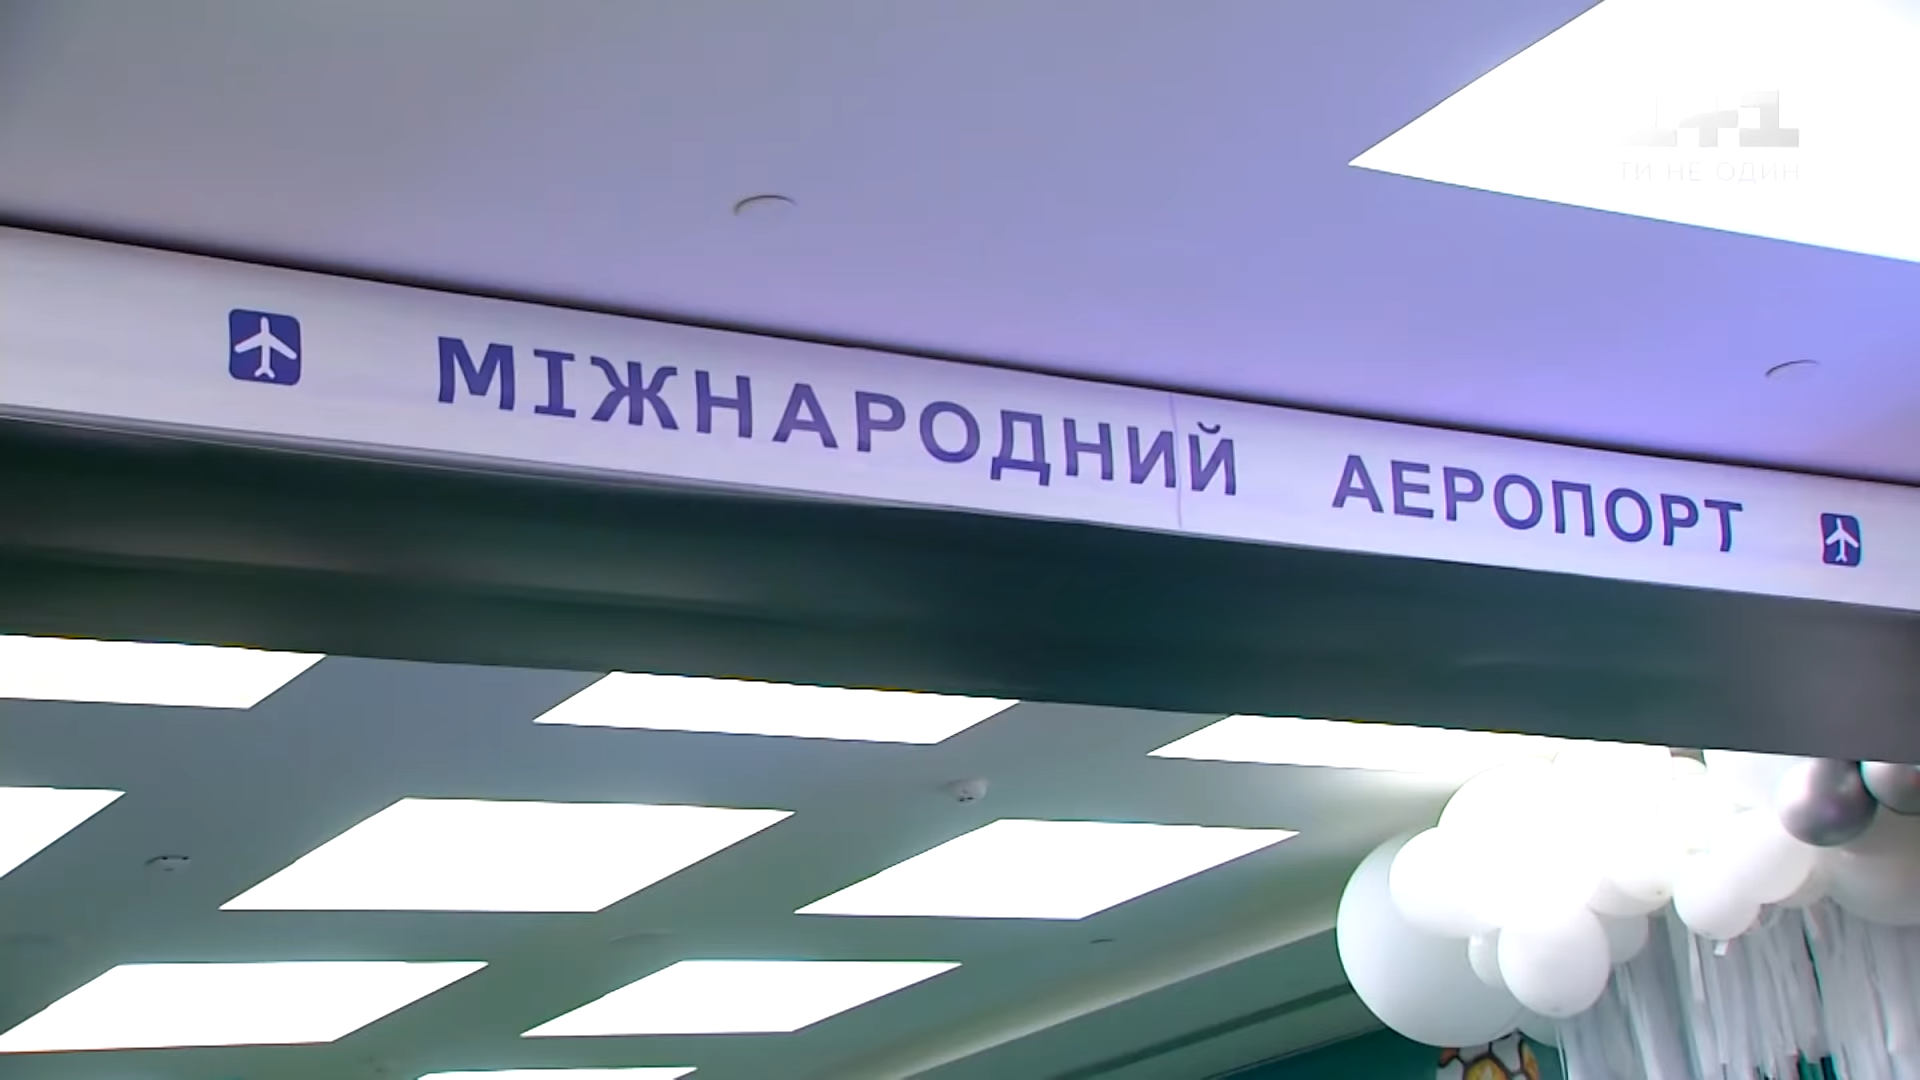 МІЖНАРОДНИЙ АЕРОПОРТ
1+1
ТИ НЕ ОДИН